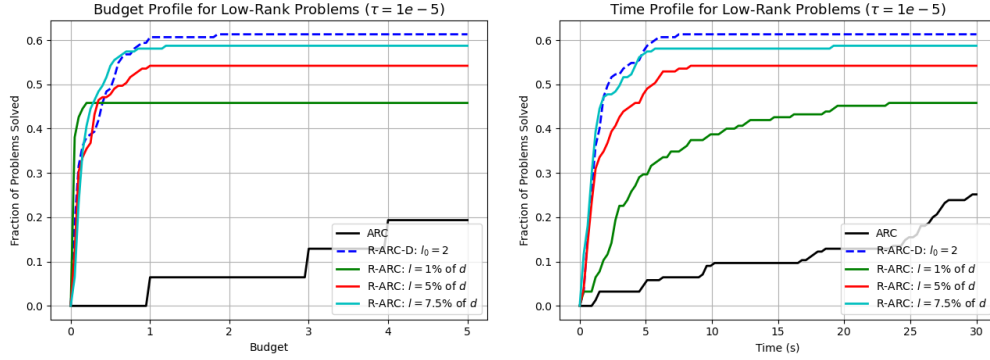 Budget Profile for Low-Rank Problems (τ = 1e − 5)
Fraction of Problems Solved
0.6
0.5
0.4
0.3
0.2
0.1
0.0
ARC
R-ARC-D: l₀ = 2
R-ARC: l = 1% of d
R-ARC: l = 5% of d
R-ARC: l = 7.5% of d
0 1 2 3 4 5
Budget
Time Profile for Low-Rank Problems (τ = 1e − 5)
Fraction of Problems Solved
0.6
0.5
0.4
0.3
0.2
0.1
0.0
ARC
R-ARC-D: l₀ = 2
R-ARC: l = 1% of d
R-ARC: l = 5% of d
R-ARC: l = 7.5% of d
0 5 10 15 20 25 30
Time (s)